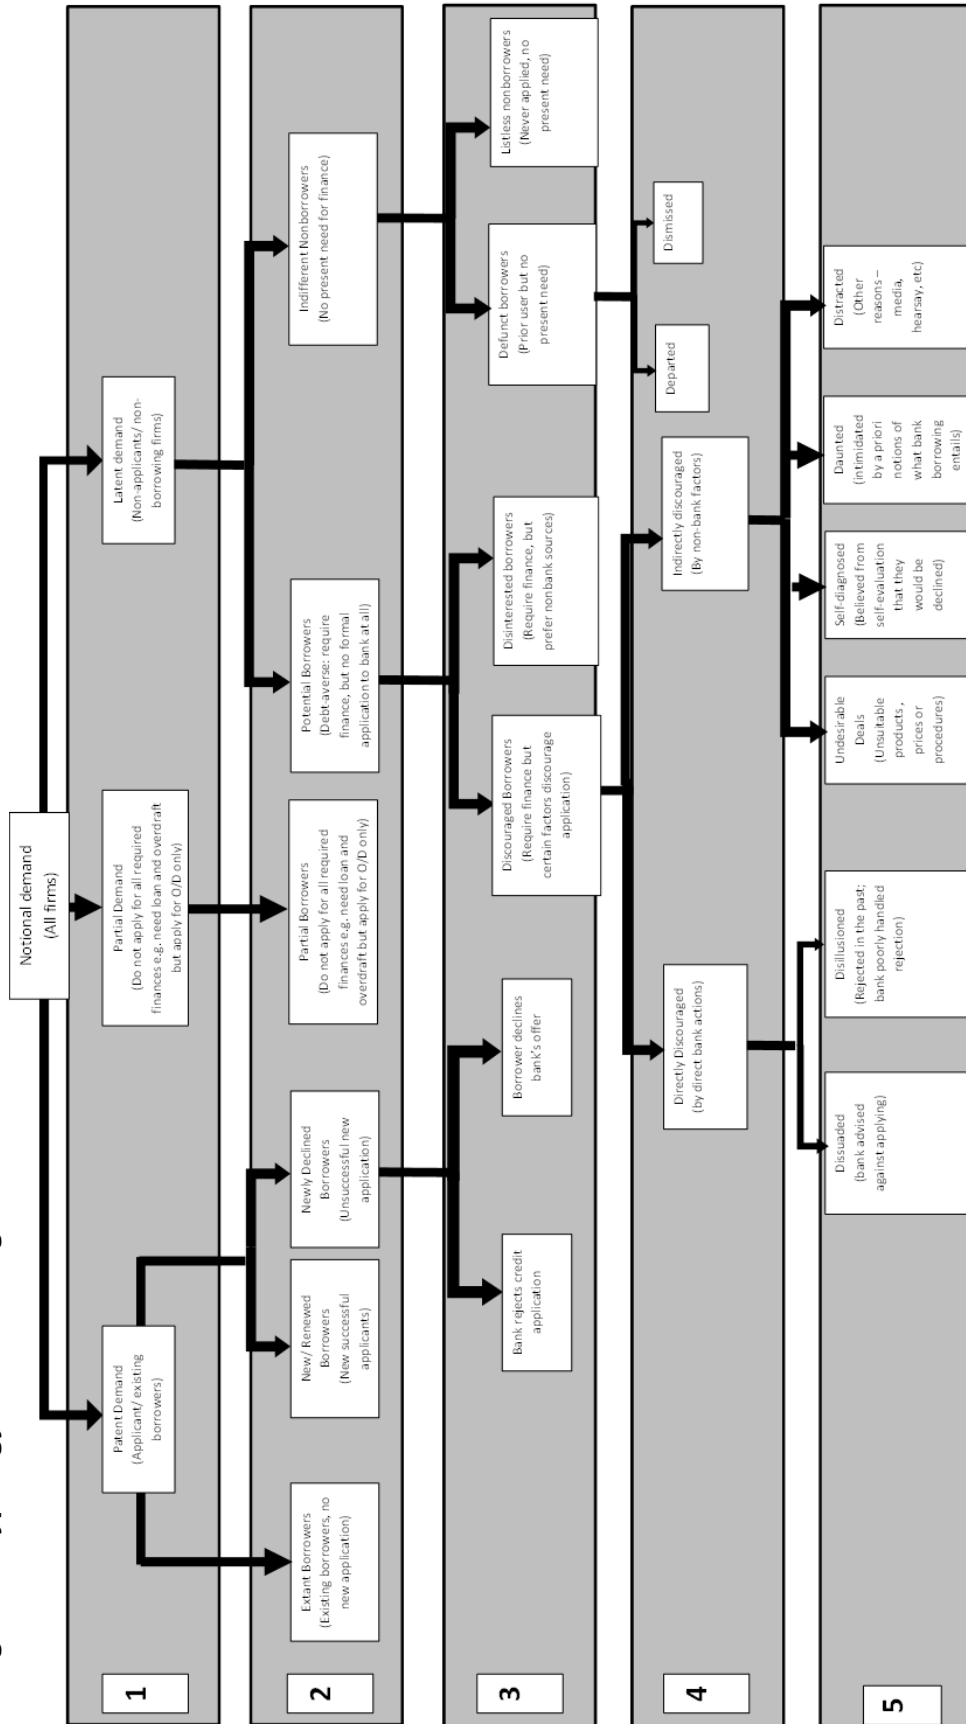 Notional demand
(All firms)
1
Patent Demand
(Applicant/ existing
borrowers)
Partial Demand
(Do not apply for all required
finances e.g. need loan and overdraft
but apply for O/D only)
Latent demand
(Non-applicants/ non-
borrowing firms)
2
Extant Borrowers
(Existing borrowers, no
new application)
New/ Renewed
Borrowers
(New successful
applicants)
Newly Declined
Borrowers
(Unsuccessful new
application)
Partial Borrowers
(Do not apply for all required
finances e.g. need loan and
overdraft but apply for O/D only)
Potential Borrowers
(Debt-averse: require
finance, but no formal
application to bank at all)
Indifferent Nonborrowers
(No present need for finance)
3
Bank rejects credit
application
Borrower declines
bank's offer
Discouraged Borrowers
(Require finance but
certain factors discourage
application)
Disinterested borrowers
(Require finance, but
prefer nonbank sources)
Defunct borrowers
(Prior user but no
present need)
Listless nonborrowers
(Never applied, no
present need)
4
Directly Discouraged
(by direct bank actions)
Indirectly discouraged
(By non-bank factors)
Departed
Dismissed
5
Dissuaded
(bank advised
against applying)
Disillusioned
(Rejected in the past;
bank poorly handled
rejection)
Undesirable
Deals
(Unsuitable
products,
prices or
procedures)
Self-diagnosed
(Believed from
self-evaluation
that they
would be
declined)
Daunted
(intimidated
by a priori
notions of
what bank
borrowing
entails)
Distracted
(Other
reasons –
media,
hearsay, etc)